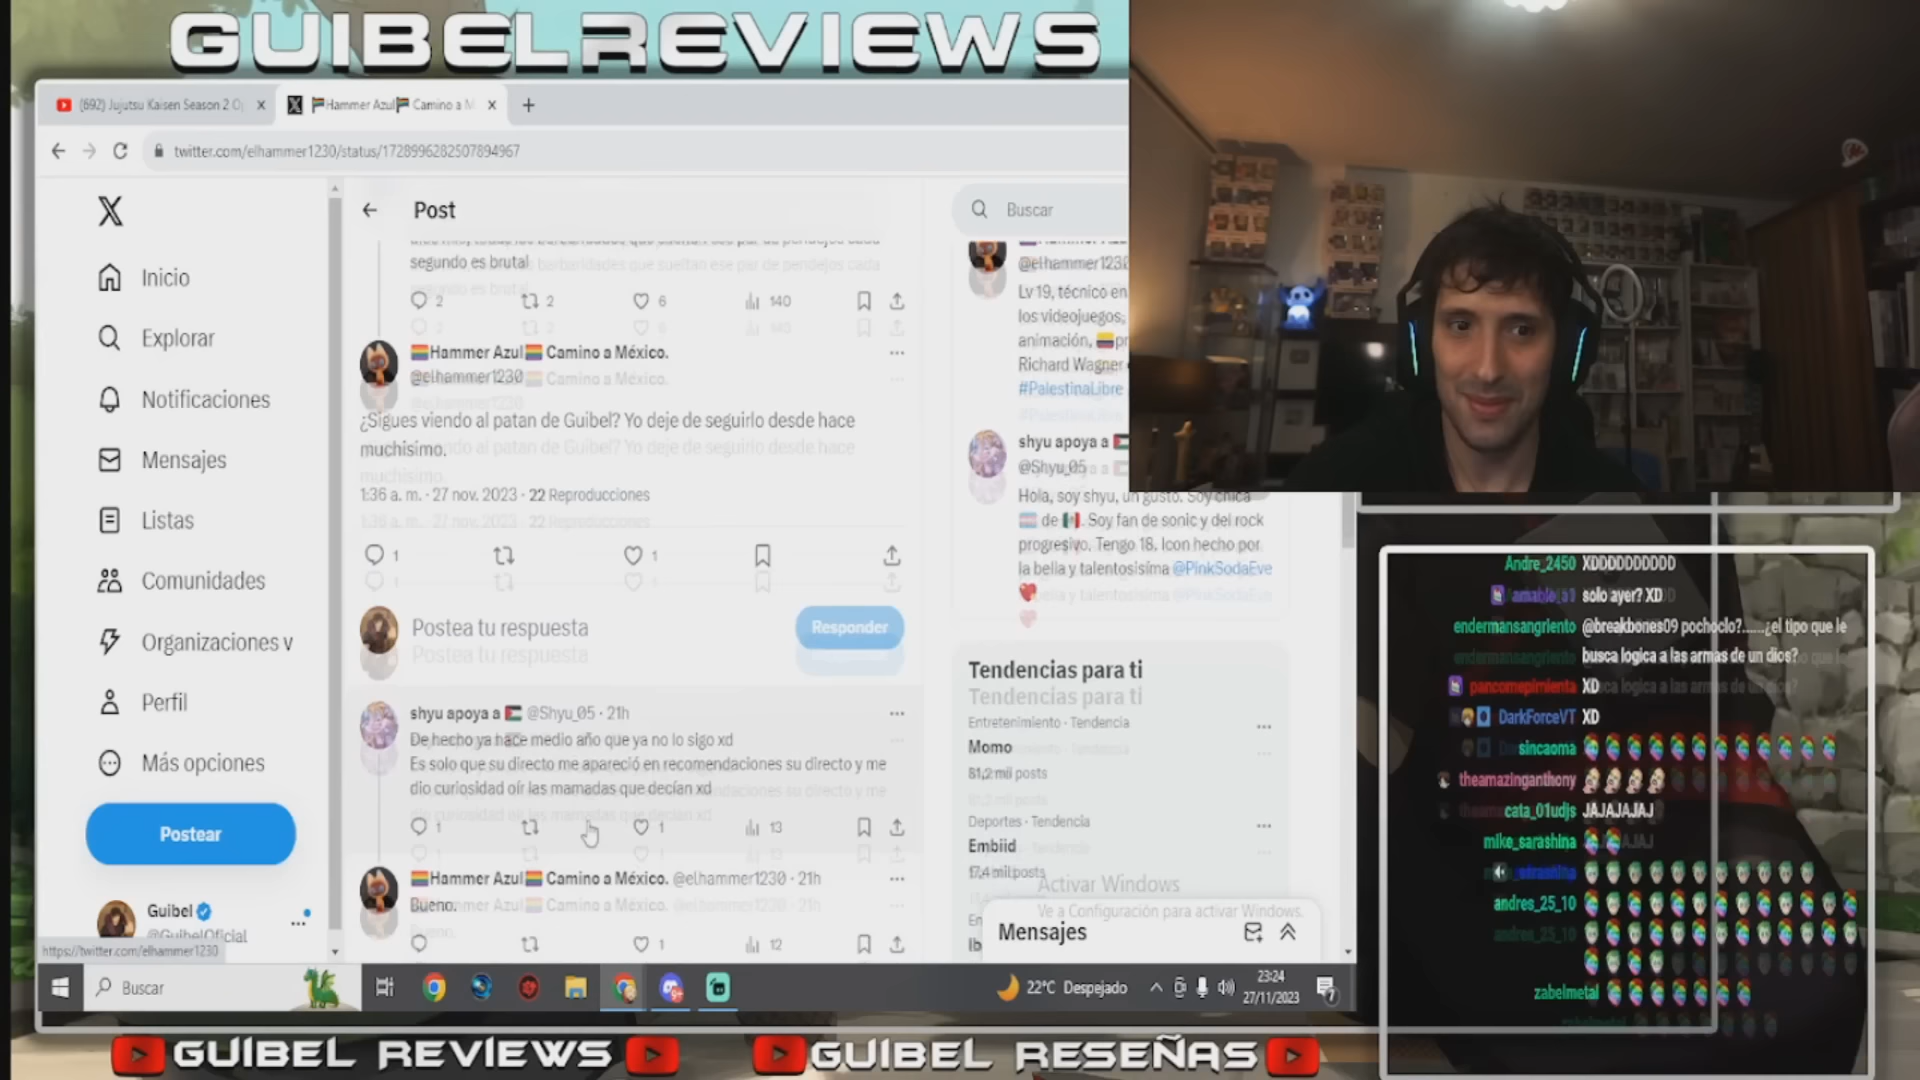 GUIBELREVIEWS
(692) Jujutsu Kaisen Season 2 O
Hammer Azul Camino a M
twitter.com/elhammer1230/status/1728996282507894967
Inicio
Explorar
Notificaciones
Mensajes
Listas
Comunidades
Organizaciones v
Perfil
Más opciones
Postear
Guibel
@GuibelOficial
https://twitter.com/elhammer1230
Post
segundo es brutal
2 2 6 140
Hammer Azul Camino a México.
@elhammer1230
¿Sigues viendo al patan de Guibel? Yo deje de seguirlo desde hace
muchisimo.
1:36 a. m. · 27 nov. 2023 · 22 Reproducciones
1 1
Postea tu respuesta
Responder
shyu apoya a @Shyu_05 · 21h
De hecho ya hace medio año que ya no lo sigo xd
Es solo que su directo me apareció en recomendaciones su directo y me
dio curiosidad oír las mamadas que decían xd
1 1 13
Hammer Azul Camino a México. @elhammer1230 · 21h
Bueno.
1 12
Buscar
@elhammer1230
Lv 19, técnico en
los videojuegos,
animación,
Richard Wagner
#PalestinaLibre
shyu apoya a
@Shyu_05
Hola, soy shyu, un gusto. Soy chica
de Soy fan de sonic y del rock
progresivo. Tengo 18. Icon hecho por
la bella y talentosisima @PinkSodaEve
Tendencias para ti
Entretenimiento · Tendencia
Momo
81,2 mil posts
Deportes · Tendencia
Embiid
17,4 mil posts
Activar Windows
Ve a Configuración para activar Windows.
Mensajes
Andre_2450 XDDDDDDDDDD
amable_a1 solo ayer? XD
endermansangriento @breakbones09 pochoclo?......¿el tipo que le
busca logica a las armas de un dios?
pancomepimienta XD
DarkForceVT XD
sincaoma
theamazinganthony
cata_01udjs JAJAJAJAJ
mike_sarashina
andres_25_10
zabelmetal
Buscar
22°C Despejado
23:24
27/11/2023
GUIBEL REVIEWS
GUIBEL RESEÑAS